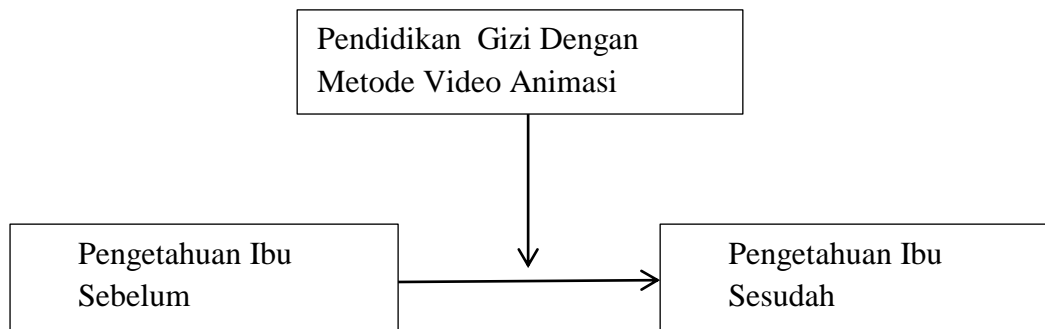 Pendidikan Gizi Dengan
Metode Video Animasi
Pengetahuan Ibu
Sebelum
Pengetahuan Ibu
Sesudah